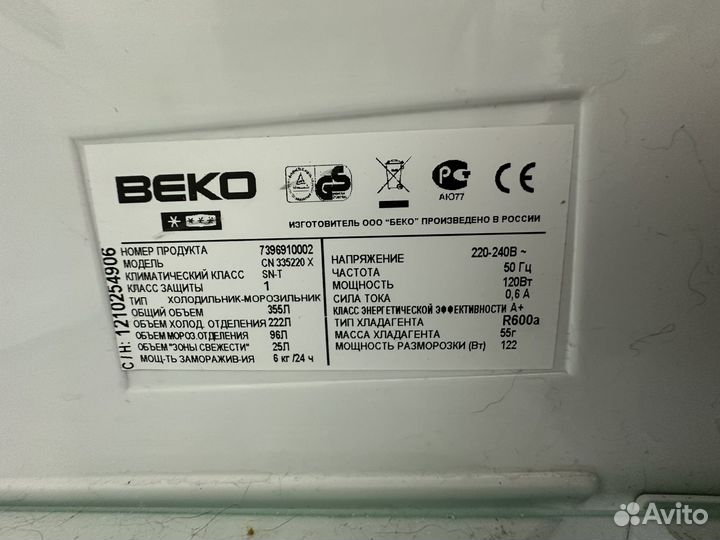 BEKO
GS
PG
АЮ77
CE
ИЗГОТОВИТЕЛЬ ООО "БЕКО" ПРОИЗВЕДЕНО В РОССИИ
С / Н: 1210254906
НОМЕР ПРОДУКТА 7396910002
МОДЕЛЬ CN 335220 X
КЛИМАТИЧЕСКИЙ КЛАСС SN-T
КЛАСС ЗАЩИТЫ 1
ТИП ХОЛОДИЛЬНИК-МОРОЗИЛЬНИК
ОБЩИЙ ОБЪЕМ 355Л
ОБЪЕМ ХОЛОД. ОТДЕЛЕНИЯ 222Л
ОБЪЕМ МОРОЗ.ОТДЕЛЕНИЯ 96Л
ОБЪЕМ "ЗОНЫ СВЕЖЕСТИ" 25Л
МОЩ-ТЬ ЗАМОРАЖИВ-ИЯ 6 кг /24 ч
НАПРЯЖЕНИЕ 220-240В ~
ЧАСТОТА 50 Гц
МОЩНОСТЬ 120Вт
СИЛА ТОКА 0,6 А
КЛАСС ЭНЕРГЕТИЧЕСКОЙ ЭФФЕКТИВНОСТИ А+
ТИП ХЛАДАГЕНТА R600a
МАССА ХЛАДАГЕНТА 55г
МОЩНОСТЬ РАЗМОРОЗКИ (Вт) 122
Avito